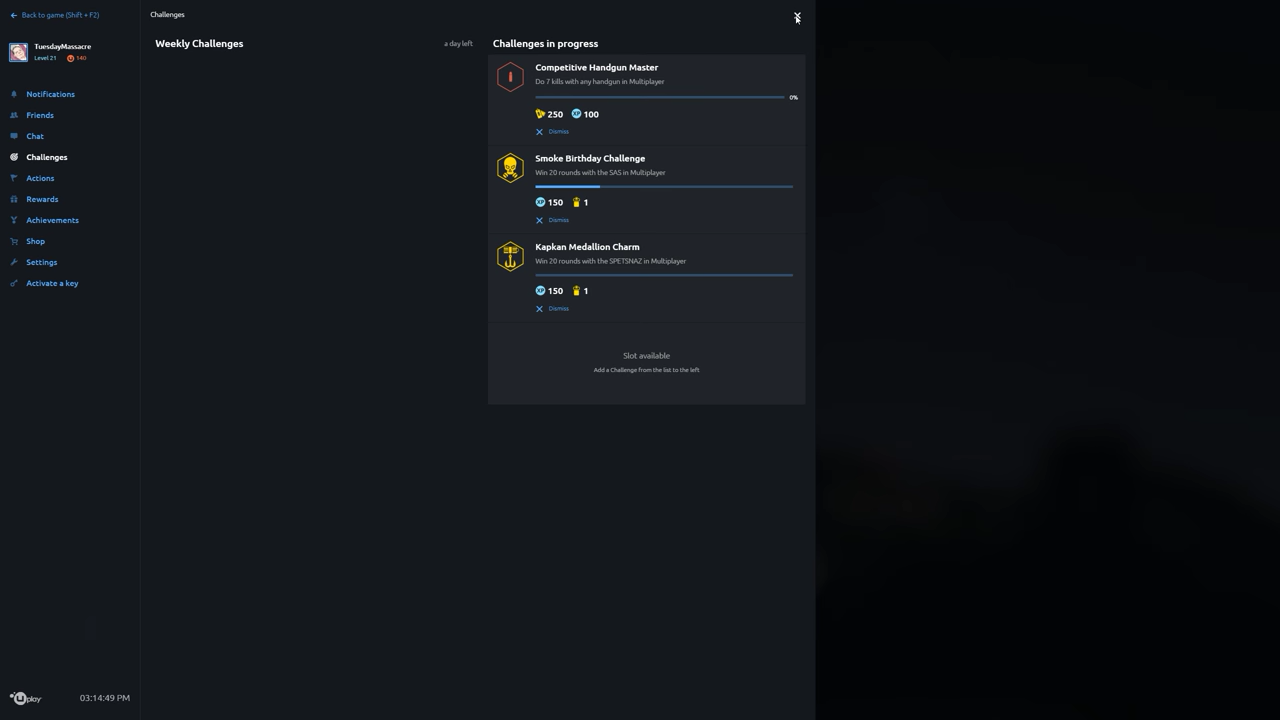 Back to game (Shift + F2)
TuesdayMassacre
Level 21 140
Notifications
Friends
Chat
Challenges
Actions
Rewards
Achievements
Shop
Settings
Activate a key
uplay 03:14:49 PM
Challenges
Weekly Challenges a day left
Challenges in progress
Competitive Handgun Master
Do 7 kills with any handgun in Multiplayer
0%
250 XP 100
Dismiss
Smoke Birthday Challenge
Win 20 rounds with the SAS in Multiplayer
XP 150 1
Dismiss
Kapkan Medallion Charm
Win 20 rounds with the SPETSNAZ in Multiplayer
XP 150 1
Dismiss
Slot available
Add a Challenge from the list to the left